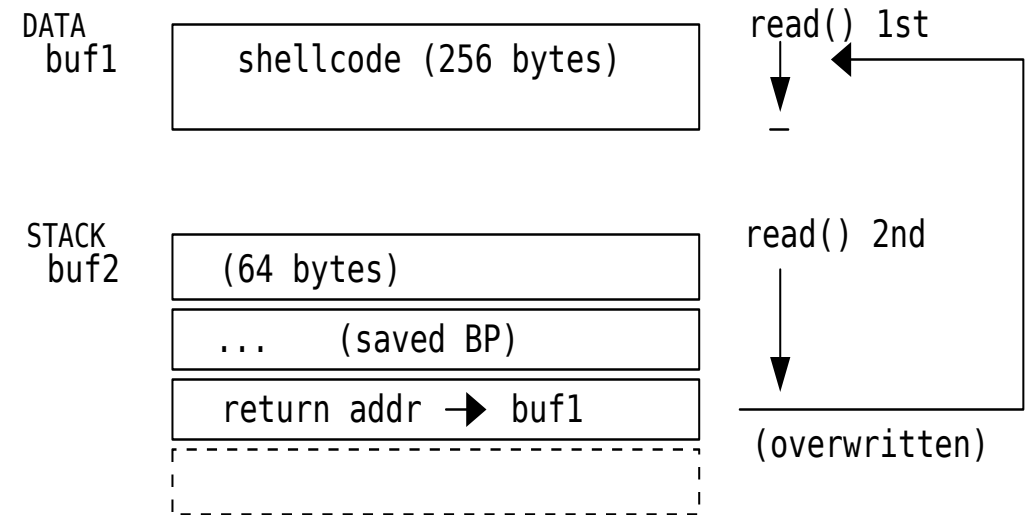 DATA
buf1
shellcode (256 bytes)
read() 1st
STACK
buf2
(64 bytes)
read() 2nd
... (saved BP)
return addr → buf1
(overwritten)